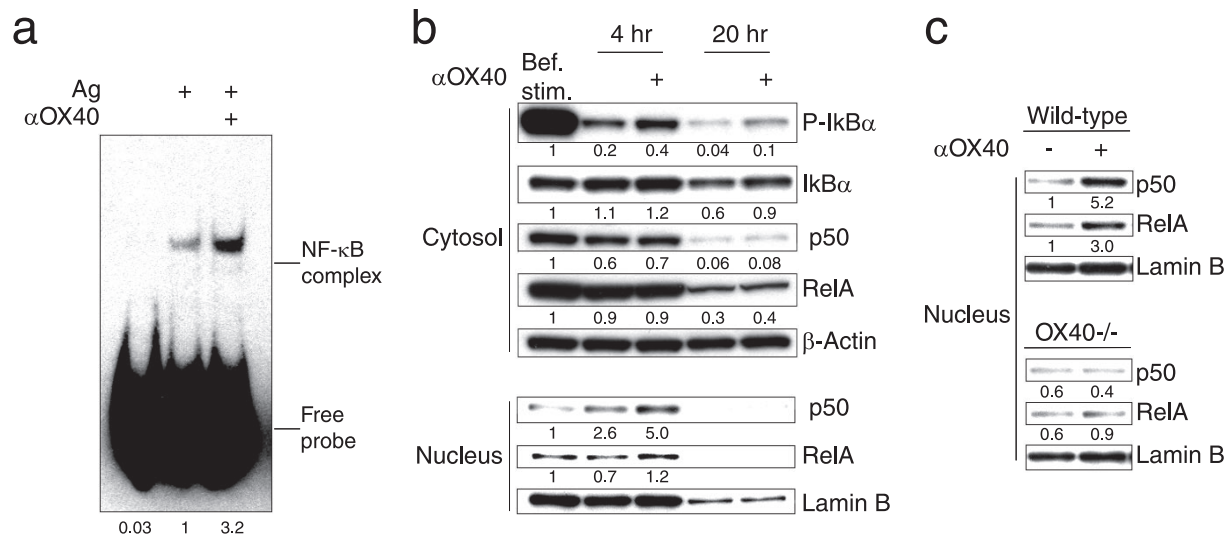 a
Ag + +
αOX40 +
NF-κB
complex
Free
probe
0.03 1 3.2
b
4 hr 20 hr
Bef.
stim.
αOX40 + +
P-IkBα
1 0.2 0.4 0.04 0.1
IkBα
1 1.1 1.2 0.6 0.9
Cytosol
p50
1 0.6 0.7 0.06 0.08
RelA
1 0.9 0.9 0.3 0.4
β-Actin
p50
1 2.6 5.0
Nucleus
RelA
1 0.7 1.2
Lamin B
c
Wild-type
αOX40 - +
p50
1 5.2
RelA
1 3.0
Lamin B
Nucleus
OX40-/-
p50
0.6 0.4
RelA
0.6 0.9
Lamin B